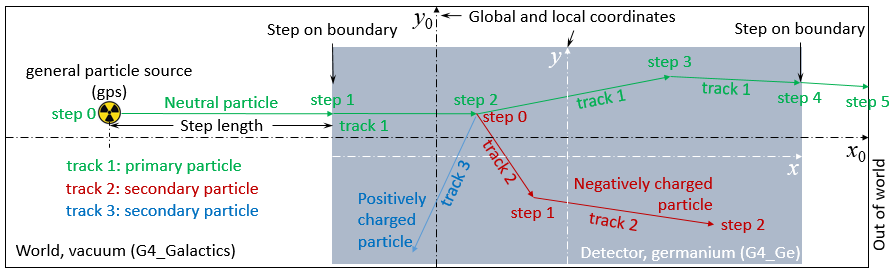 y0
Global and local coordinates
Step on boundary
Step on boundary
general particle source
(gps)
y
step 3
step 0
Neutral particle
step 1
step 2
track 1
track 1
step 4
step 5
Step length
track 1
step 0
x0
track 1: primary particle
track 2: secondary particle
track 3: secondary particle
track 3
track 2
x
Positively
charged
particle
Negatively charged
particle
step 1
track 2
step 2
World, vacuum (G4_Galactics)
Detector, germanium (G4_Ge)
Out of world